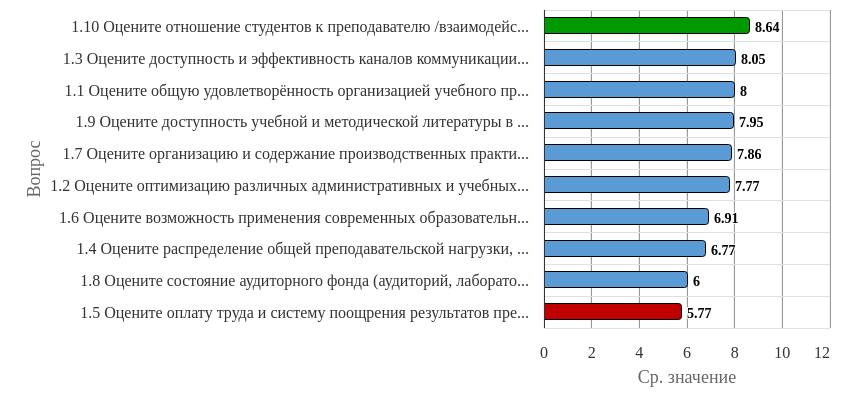 1.10 Оцените отношение студентов к преподавателю /взаимодейс... 8.64
1.3 Оцените доступность и эффективность каналов коммуникации... 8.05
1.1 Оцените общую удовлетворённость организацией учебного пр... 8
1.9 Оцените доступность учебной и методической литературы в ... 7.95
1.7 Оцените организацию и содержание производственных практи... 7.86
1.2 Оцените оптимизацию различных административных и учебных... 7.77
1.6 Оцените возможность применения современных образовательн... 6.91
1.4 Оцените распределение общей преподавательской нагрузки, ... 6.77
1.8 Оцените состояние аудиторного фонда (аудиторий, лаборато... 6
1.5 Оцените оплату труда и систему поощрения результатов пре... 5.77
Вопрос
0 2 4 6 8 10 12
Ср. значение